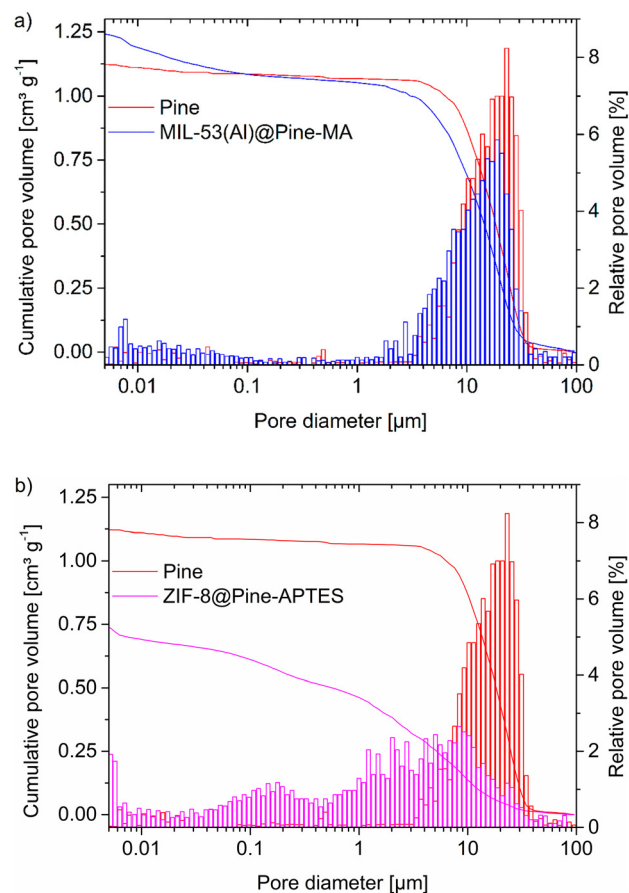 a)
1.25
1.00
0.75
0.50
0.25
0.00
Cumulative pore volume [cm³ g⁻¹]
Pine
MIL-53(Al)@Pine-MA
8
6
4
2
0
Relative pore volume [%]
0.01
0.1
1
10
100
Pore diameter [µm]
b)
1.25
1.00
0.75
0.50
0.25
0.00
Cumulative pore volume [cm³ g⁻¹]
Pine
ZIF-8@Pine-APTES
8
6
4
2
0
Relative pore volume [%]
0.01
0.1
1
10
100
Pore diameter [µm]